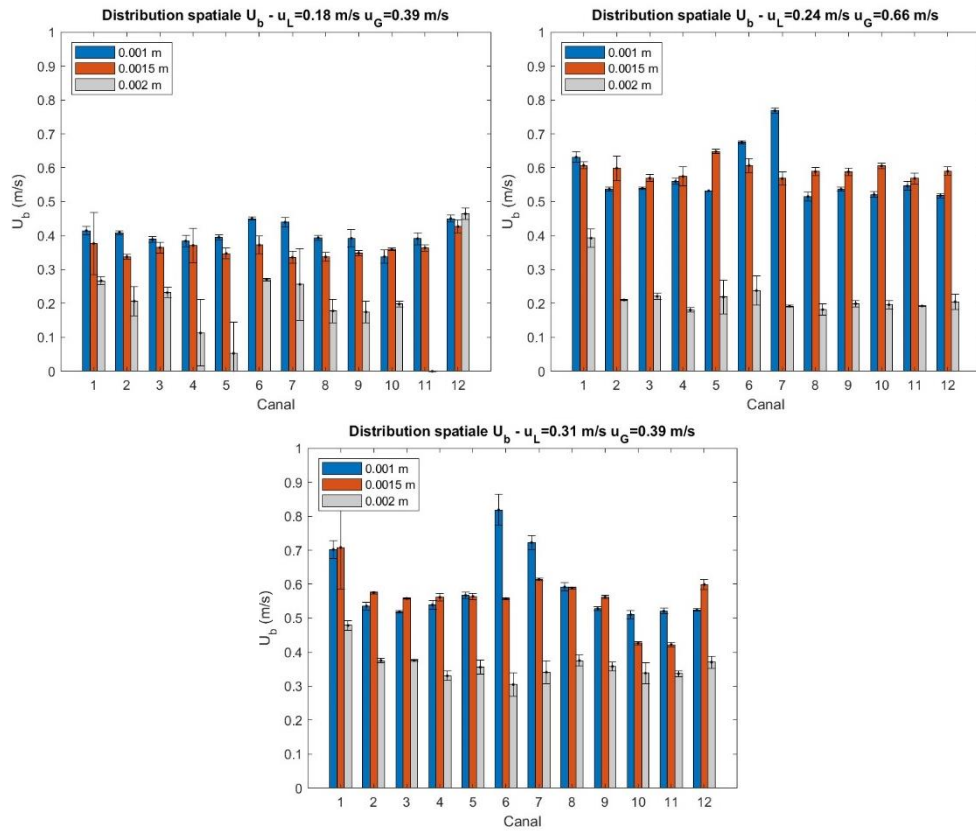 Distribution spatiale U_b - u_L=0.18 m/s u_G=0.39 m/s
1
0.9
0.8
0.7
0.6
0.5
0.4
0.3
0.2
0.1
0
U_b (m/s)
0.001 m
0.0015 m
0.002 m
1 2 3 4 5 6 7 8 9 10 11 12
Canal
Distribution spatiale U_b - u_L=0.24 m/s u_G=0.66 m/s
1
0.9
0.8
0.7
0.6
0.5
0.4
0.3
0.2
0.1
0
U_b (m/s)
0.001 m
0.0015 m
0.002 m
1 2 3 4 5 6 7 8 9 10 11 12
Canal
Distribution spatiale U_b - u_L=0.31 m/s u_G=0.39 m/s
1
0.9
0.8
0.7
0.6
0.5
0.4
0.3
0.2
0.1
0
U_b (m/s)
0.001 m
0.0015 m
0.002 m
1 2 3 4 5 6 7 8 9 10 11 12
Canal